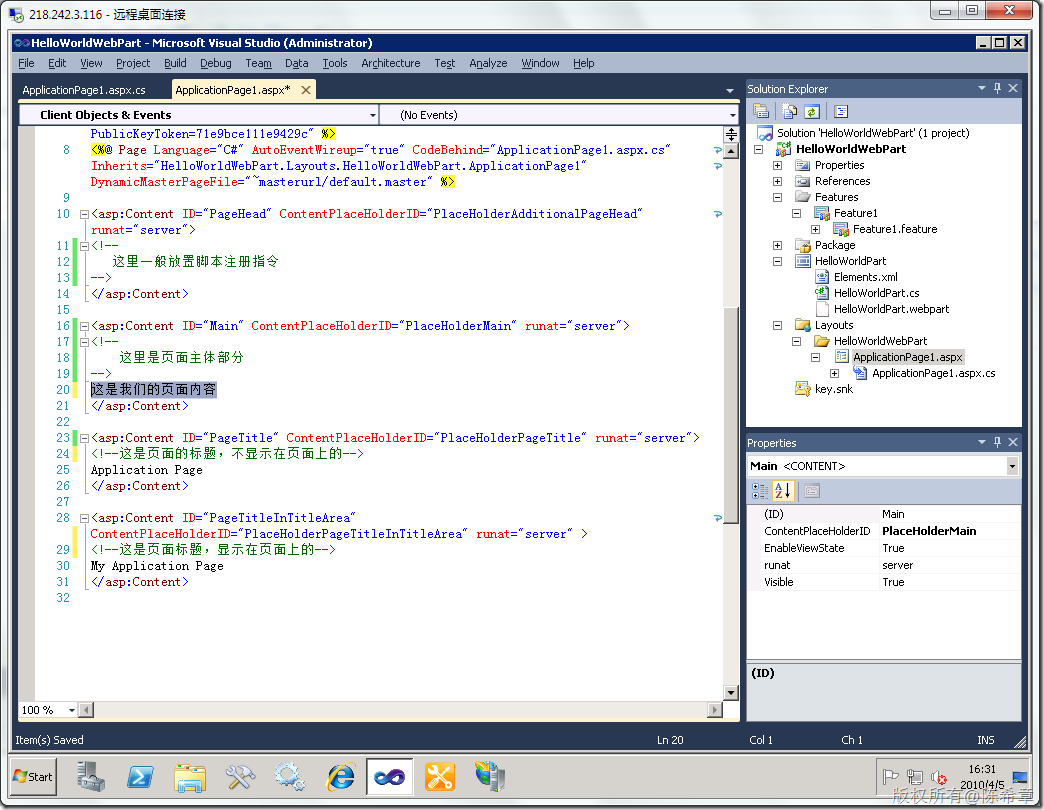 218.242.3.116 - 远程桌面连接
HelloWorldWebPart - Microsoft Visual Studio (Administrator)
File Edit View Project Build Debug Team Data Tools Architecture Test Analyze Window Help
ApplicationPage1.aspx.cs ApplicationPage1.aspx*
Client Objects & Events (No Events)
PublicKeyToken=71e9bce111e9429c" %>
8 <%@ Page Language="C#" AutoEventWireup="true" CodeBehind="ApplicationPage1.aspx.cs"
Inherits="HelloWorldWebPart.Layouts.HelloWorldWebPart.ApplicationPage1"
DynamicMasterPageFile="~masterurl/default.master" %>
9
10 <asp:Content ID="PageHead" ContentPlaceHolderID="PlaceHolderAdditionalPageHead"
runat="server">
11 <!--
12 这里一般放置脚本注册指令
13 -->
14 </asp:Content>
15
16 <asp:Content ID="Main" ContentPlaceHolderID="PlaceHolderMain" runat="server">
17 <!--
18 这里是页面主体部分
19 -->
20 这是我们的页面内容
21 </asp:Content>
22
23 <asp:Content ID="PageTitle" ContentPlaceHolderID="PlaceHolderPageTitle" runat="server">
24 <!--这是页面的标题，不显示在页面上的-->
25 Application Page
26 </asp:Content>
27
28 <asp:Content ID="PageTitleInTitleArea"
ContentPlaceHolderID="PlaceHolderPageTitleInTitleArea" runat="server" >
29 <!--这是页面标题，显示在页面上的-->
30 My Application Page
31 </asp:Content>
32
100 %
Solution Explorer
Solution 'HelloWorldWebPart' (1 project)
HelloWorldWebPart
Properties
References
Features
Feature1
Feature1.feature
Package
HelloWorldPart
Elements.xml
HelloWorldPart.cs
HelloWorldPart.webpart
Layouts
HelloWorldWebPart
ApplicationPage1.aspx
ApplicationPage1.aspx.cs
key.snk
Properties
Main <CONTENT>
(ID) Main
ContentPlaceHolderID PlaceHolderMain
EnableViewState True
runat server
Visible True
(ID)
Item(s) Saved Ln 20 Col 1 Ch 1 INS
Start
16:31
2010/4/5
版权所有@陈希章